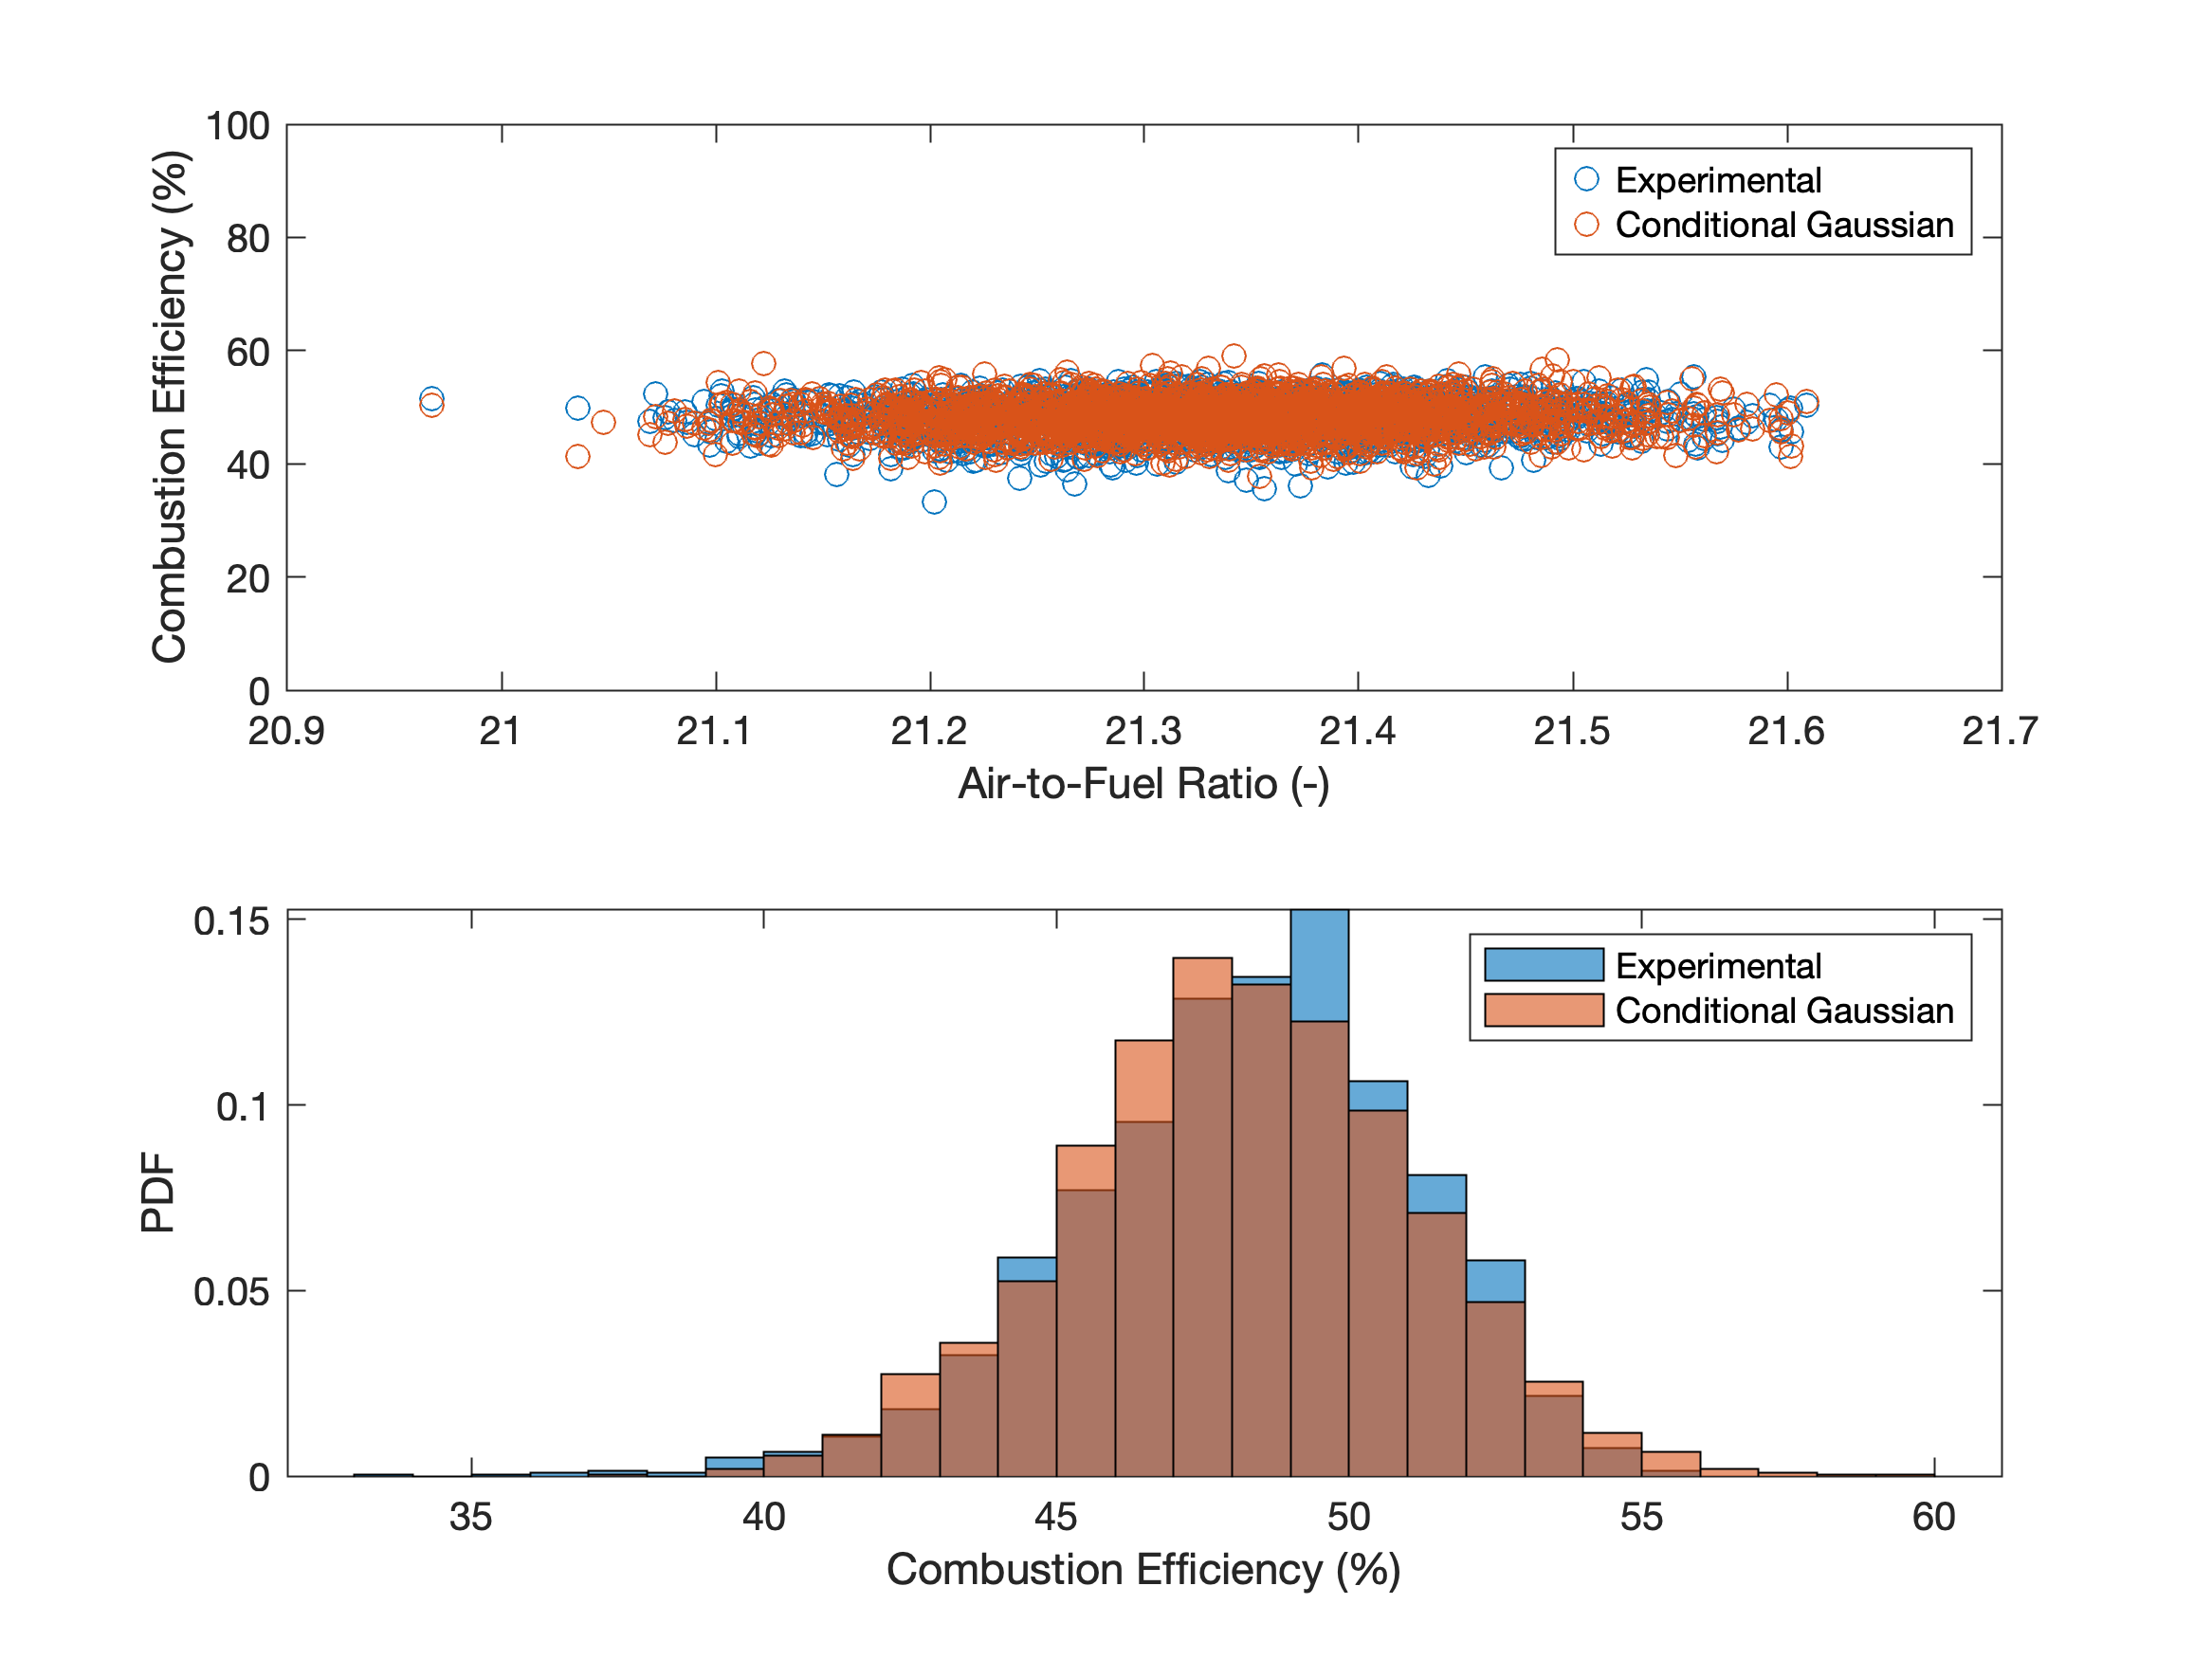 100
80
60
40
20
0
Combustion Efficiency (%)
Experimental
Conditional Gaussian
20.9 21 21.1 21.2 21.3 21.4 21.5 21.6 21.7
Air-to-Fuel Ratio (-)
0.15
0.1
0.05
0
PDF
Experimental
Conditional Gaussian
35 40 45 50 55 60
Combustion Efficiency (%)